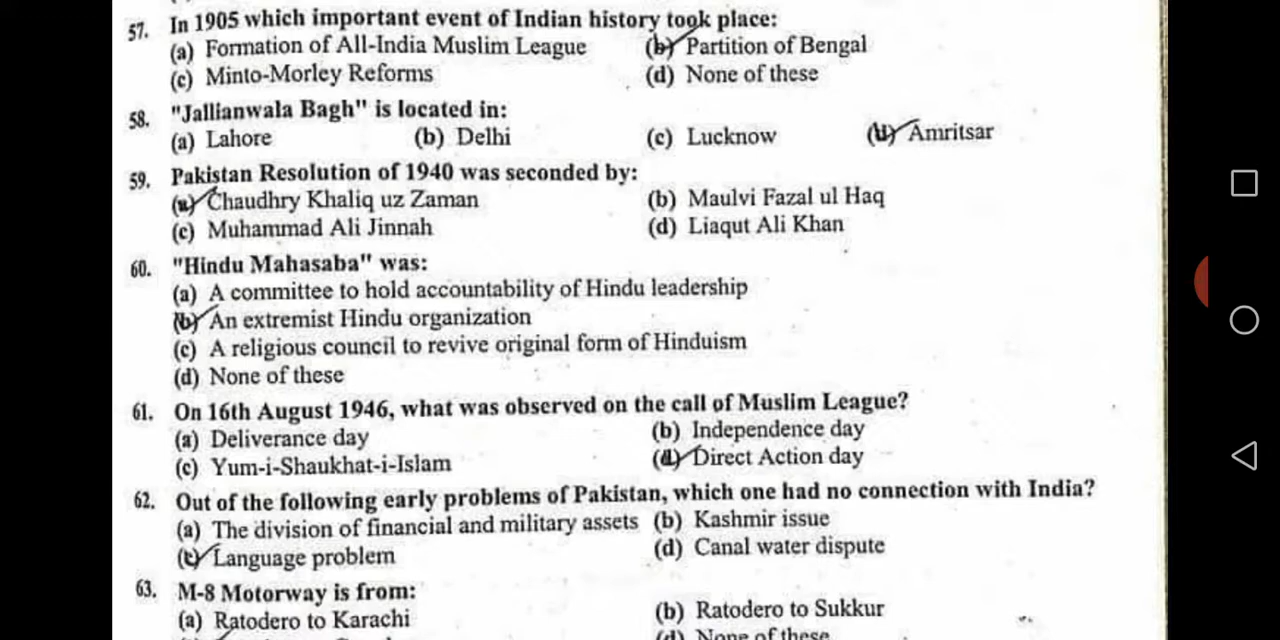 57. In 1905 which important event of Indian history took place:
(a) Formation of All-India Muslim League (b) Partition of Bengal
(c) Minto-Morley Reforms (d) None of these
58. "Jallianwala Bagh" is located in:
(a) Lahore (b) Delhi (c) Lucknow (d) Amritsar
59. Pakistan Resolution of 1940 was seconded by:
(a) Chaudhry Khaliq uz Zaman (b) Maulvi Fazal ul Haq
(c) Muhammad Ali Jinnah (d) Liaqut Ali Khan
60. "Hindu Mahasaba" was:
(a) A committee to hold accountability of Hindu leadership
(b) An extremist Hindu organization
(c) A religious council to revive original form of Hinduism
(d) None of these
61. On 16th August 1946, what was observed on the call of Muslim League?
(a) Deliverance day (b) Independence day
(c) Yum-i-Shaukhat-i-Islam (d) Direct Action day
62. Out of the following early problems of Pakistan, which one had no connection with India?
(a) The division of financial and military assets (b) Kashmir issue
(c) Language problem (d) Canal water dispute
63. M-8 Motorway is from:
(a) Ratodero to Karachi (b) Ratodero to Sukkur
(d) None of these